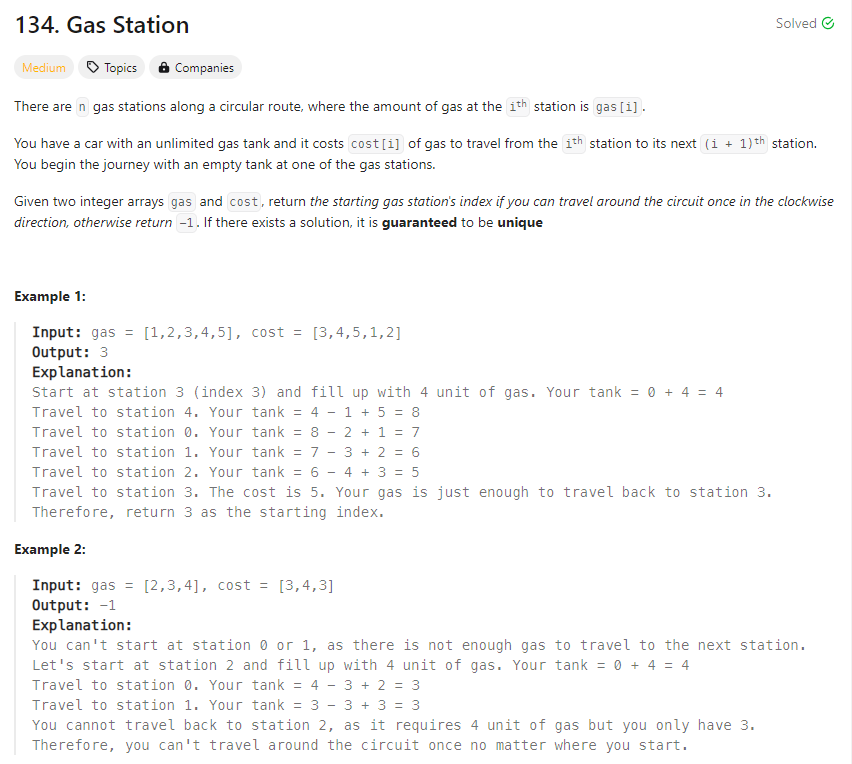 134. Gas Station
Solved
Medium Topics Companies
There are n gas stations along a circular route, where the amount of gas at the ith station is gas[i].
You have a car with an unlimited gas tank and it costs cost[i] of gas to travel from the ith station to its next (i + 1)th station.
You begin the journey with an empty tank at one of the gas stations.
Given two integer arrays gas and cost, return the starting gas station's index if you can travel around the circuit once in the clockwise
direction, otherwise return -1. If there exists a solution, it is guaranteed to be unique
Example 1:
Input: gas = [1,2,3,4,5], cost = [3,4,5,1,2]
Output: 3
Explanation:
Start at station 3 (index 3) and fill up with 4 unit of gas. Your tank = 0 + 4 = 4
Travel to station 4. Your tank = 4 - 1 + 5 = 8
Travel to station 0. Your tank = 8 - 2 + 1 = 7
Travel to station 1. Your tank = 7 - 3 + 2 = 6
Travel to station 2. Your tank = 6 - 4 + 3 = 5
Travel to station 3. The cost is 5. Your gas is just enough to travel back to station 3.
Therefore, return 3 as the starting index.
Example 2:
Input: gas = [2,3,4], cost = [3,4,3]
Output: -1
Explanation:
You can't start at station 0 or 1, as there is not enough gas to travel to the next station.
Let's start at station 2 and fill up with 4 unit of gas. Your tank = 0 + 4 = 4
Travel to station 0. Your tank = 4 - 3 + 2 = 3
Travel to station 1. Your tank = 3 - 3 + 3 = 3
You cannot travel back to station 2, as it requires 4 unit of gas but you only have 3.
Therefore, you can't travel around the circuit once no matter where you start.